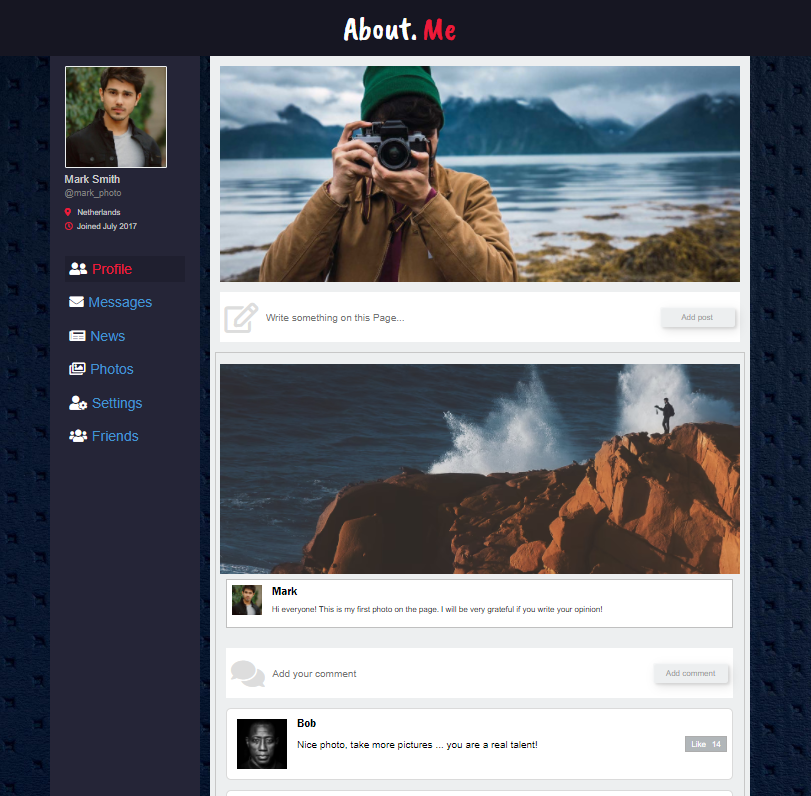 About. Me
Mark Smith
@mark_photo
Netherlands
Joined July 2017
Profile
Messages
News
Photos
Settings
Friends
Write something on this Page...
Add post
Mark
Hi everyone! This is my first photo on the page. I will be very grateful if you write your opinion!
Add your comment
Add comment
Bob
Nice photo, take more pictures ... you are a real talent!
Like 14